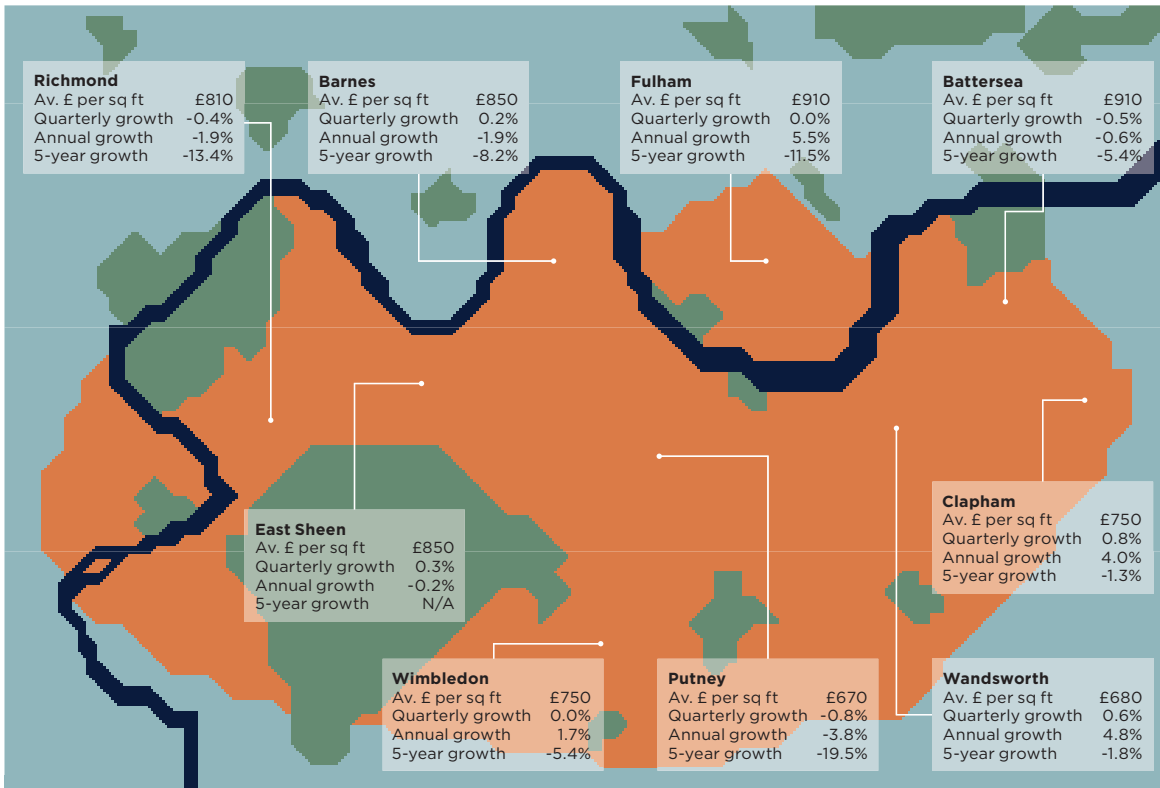 Richmond
Av. £ per sq ft £810
Quarterly growth -0.4%
Annual growth -1.9%
5-year growth -13.4%
Barnes
Av. £ per sq ft £850
Quarterly growth 0.2%
Annual growth -1.9%
5-year growth -8.2%
Fulham
Av. £ per sq ft £910
Quarterly growth 0.0%
Annual growth 5.5%
5-year growth -11.5%
Battersea
Av. £ per sq ft £910
Quarterly growth -0.5%
Annual growth -0.6%
5-year growth -5.4%
East Sheen
Av. £ per sq ft £850
Quarterly growth 0.3%
Annual growth -0.2%
5-year growth N/A
Clapham
Av. £ per sq ft £750
Quarterly growth 0.8%
Annual growth 4.0%
5-year growth -1.3%
Wimbledon
Av. £ per sq ft £750
Quarterly growth 0.0%
Annual growth 1.7%
5-year growth -5.4%
Putney
Av. £ per sq ft £670
Quarterly growth -0.8%
Annual growth -3.8%
5-year growth -19.5%
Wandsworth
Av. £ per sq ft £680
Quarterly growth 0.6%
Annual growth 4.8%
5-year growth -1.8%